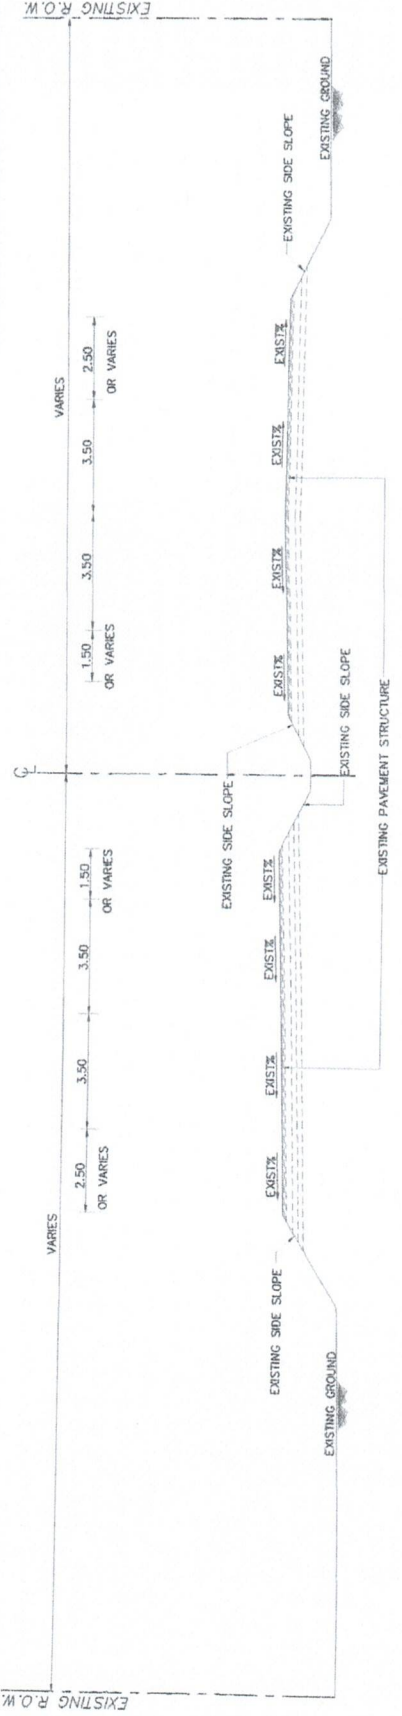 EXISTING R.O.W.
VARIES
VARIES
EXISTING R.O.W.
2.50
OR VARIES
3.50
3.50
1.50
OR VARIES
℄
1.50
OR VARIES
3.50
3.50
2.50
OR VARIES
EXISTING GROUND
EXISTING SIDE SLOPE
EXIST%
EXIST%
EXIST%
EXIST%
EXISTING SIDE SLOPE
EXISTING SIDE SLOPE
EXIST%
EXIST%
EXIST%
EXIST%
EXISTING SIDE SLOPE
EXISTING GROUND
EXISTING PAVEMENT STRUCTURE